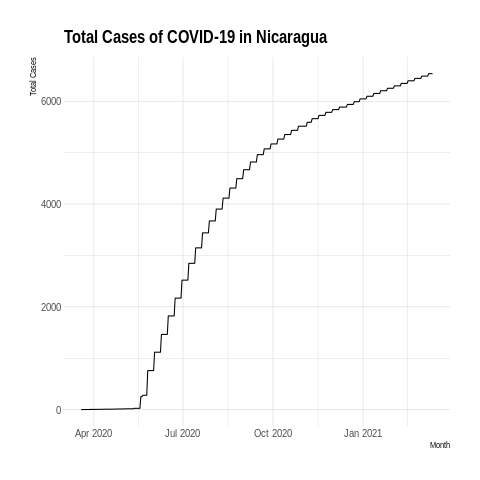 Total Cases of COVID-19 in Nicaragua
Total Cases
6000
4000
2000
0
Apr 2020 Jul 2020 Oct 2020 Jan 2021
Month